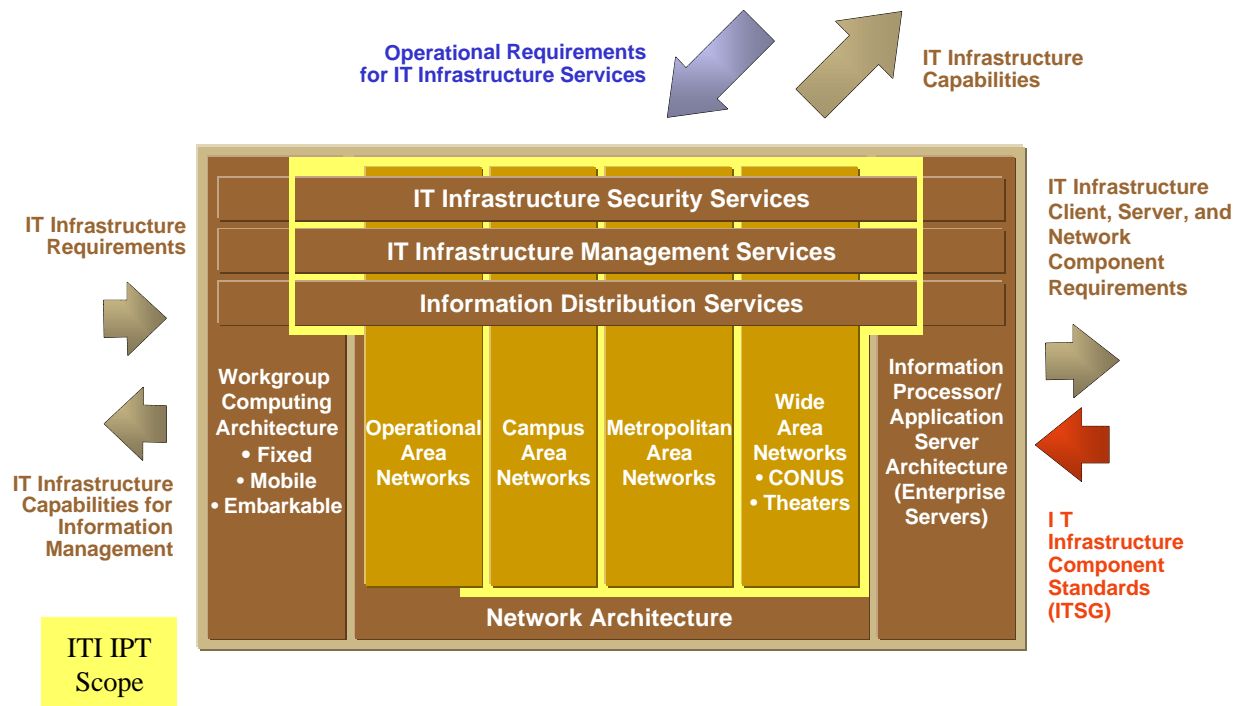 Operational Requirements
for IT Infrastructure Services
IT Infrastructure
Capabilities
IT Infrastructure
Requirements
IT Infrastructure
Capabilities for
Information
Management
IT Infrastructure Security Services
IT Infrastructure Management Services
Information Distribution Services
Workgroup
Computing
Architecture
• Fixed
• Mobile
• Embarkable
Operational
Area
Networks
Campus
Area
Networks
Metropolitan
Area
Networks
Wide
Area
Networks
• CONUS
• Theaters
Information
Processor/
Application
Server
Architecture
(Enterprise
Servers)
Network Architecture
IT Infrastructure
Client, Server, and
Network
Component
Requirements
I T
Infrastructure
Component
Standards
(ITSG)
ITI IPT
Scope